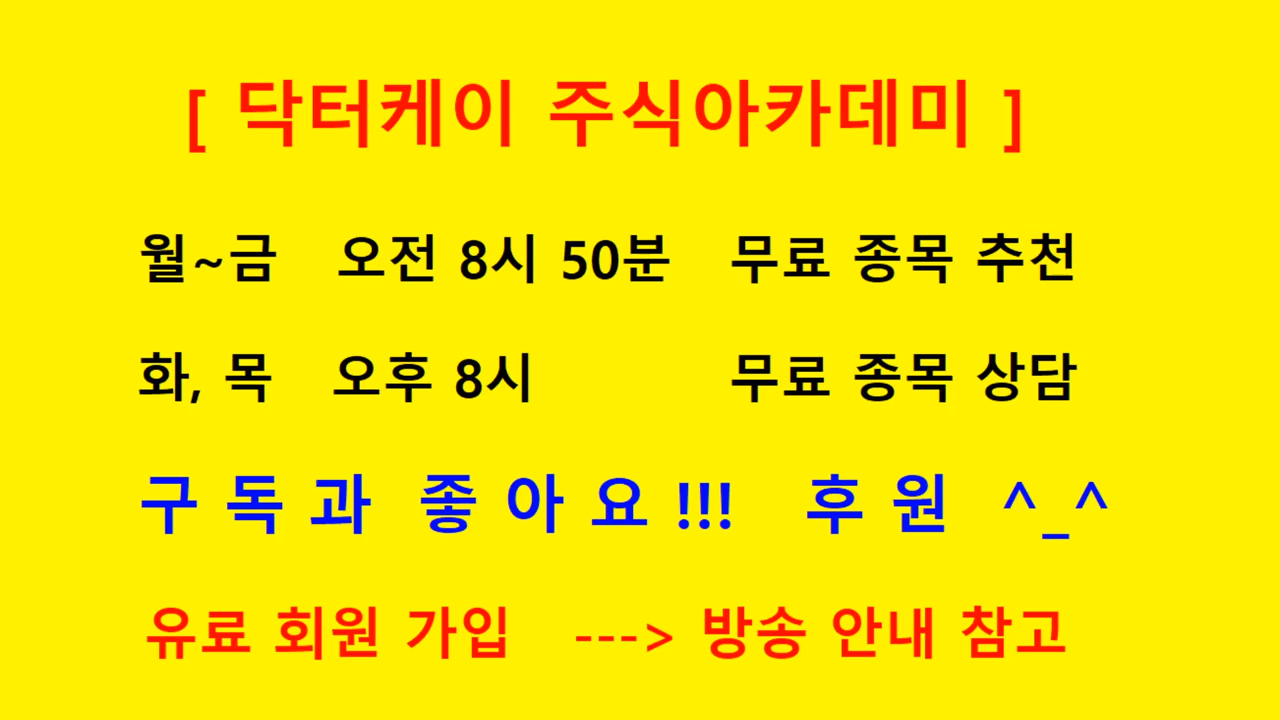 [ 닥터케이 주식아카데미 ]
월~금 오전 8시 50분 무료 종목 추천
화, 목 오후 8시 무료 종목 상담
구 독 과 좋 아 요 !!! 후 원 ^_^
유료 회원 가입 ---> 방송 안내 참고